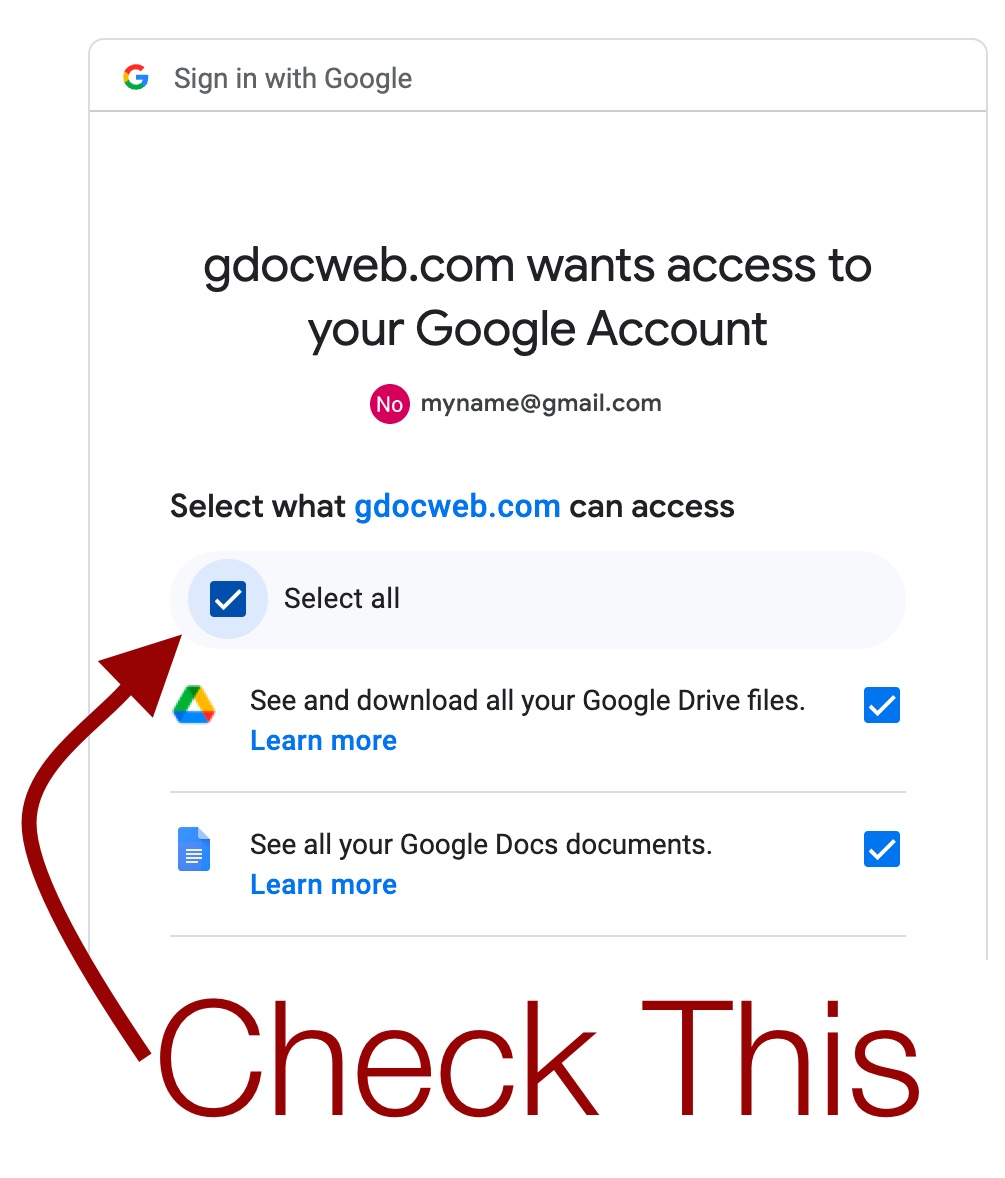 Sign in with Google
gdocweb.com wants access to
your Google Account
No myname@gmail.com
Select what gdocweb.com can access
Select all
See and download all your Google Drive files.
Learn more
See all your Google Docs documents.
Learn more
Check This